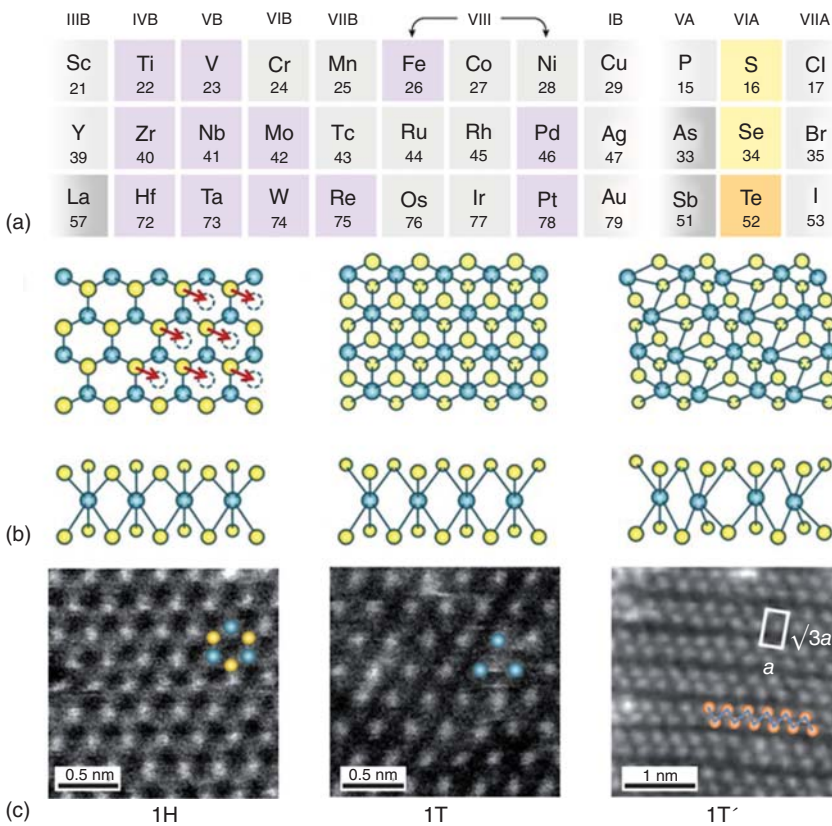 IIIB IVB VB VIB VIIB VIII IB VA VIA VIIA
Sc Ti V Cr Mn Fe Co Ni Cu P S Cl
21 22 23 24 25 26 27 28 29 15 16 17
Y Zr Nb Mo Tc Ru Rh Pd Ag As Se Br
39 40 41 42 43 44 45 46 47 33 34 35
La Hf Ta W Re Os Ir Pt Au Sb Te I
57 72 73 74 75 76 77 78 79 51 52 53
(a)
(b)
√3a
a
0.5 nm 0.5 nm 1 nm
(c)
1H 1T 1T´